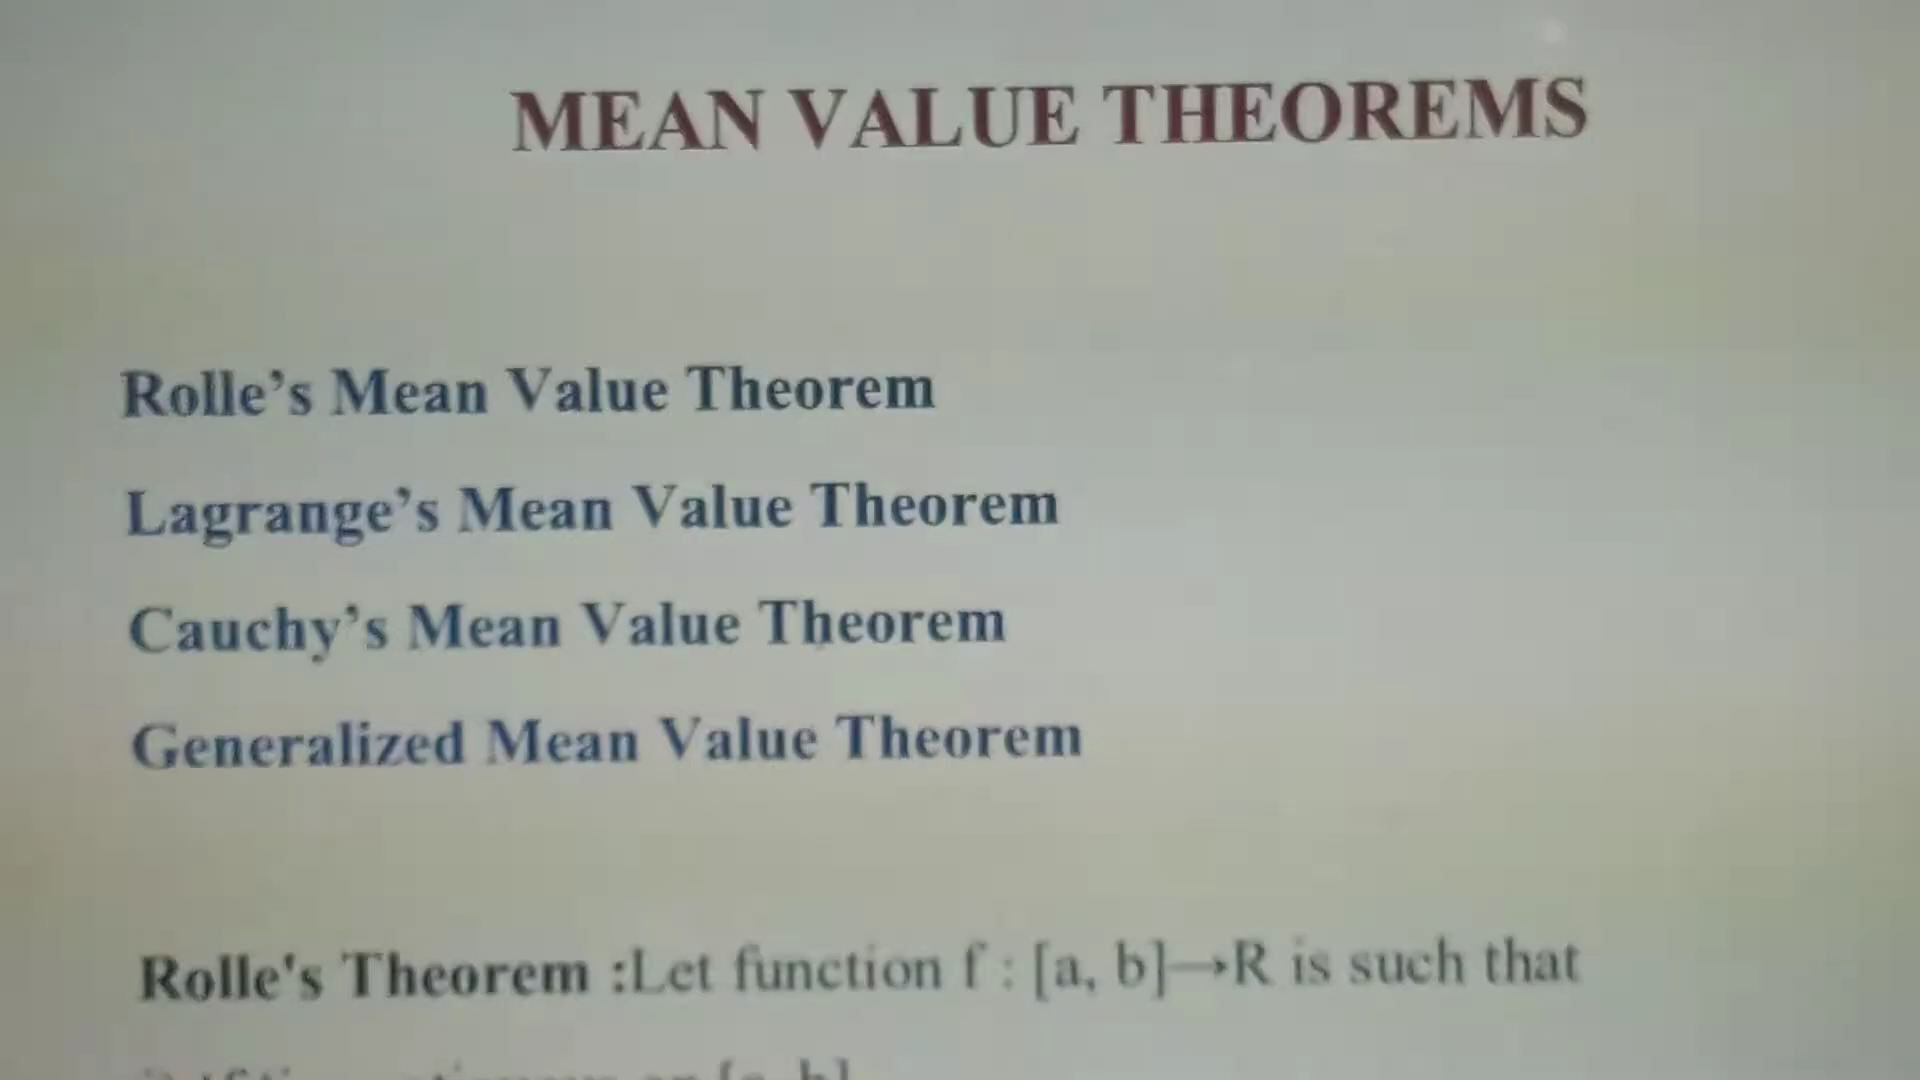 MEAN VALUE THEOREMS
Rolle’s Mean Value Theorem
Lagrange’s Mean Value Theorem
Cauchy’s Mean Value Theorem
Generalized Mean Value Theorem
Rolle's Theorem :Let function f : [a, b]→R is such that